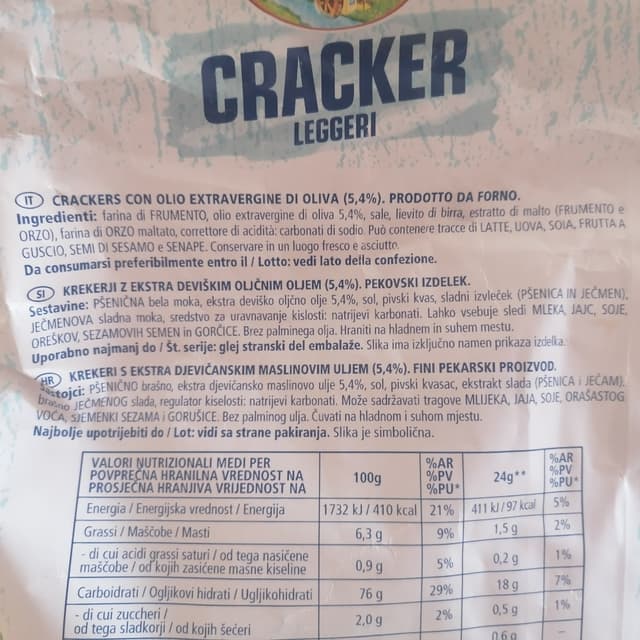 CRACKER
LEGGERI
IT CRACKERS CON OLIO EXTRAVERGINE DI OLIVA (5,4%). PRODOTTO DA FORNO.
Ingredienti: farina di FRUMENTO, olio extravergine di oliva 5,4%, sale, lievito di birra, estratto di malto (FRUMENTO e
ORZO), farina di ORZO maltato, correttore di acidità: carbonati di sodio. Può contenere tracce di LATTE, UOVA, SOIA, FRUTTA A
GUSCIO, SEMI DI SESAMO e SENAPE. Conservare in un luogo fresco e asciutto.
Da consumarsi preferibilmente entro il / Lotto: vedi lato della confezione.
SI KREKERJI Z EKSTRA DEVIŠKIM OLJČNIM OLJEM (5,4%). PEKOVSKI IZDELEK.
Sestavine: PŠENIČNA bela moka, ekstra deviško oljčno olje 5,4%, sol, pivski kvas, sladni izvleček (PŠENICA IN JEČMEN),
JEČMENOVA sladna moka, sredstvo za uravnavanje kislosti: natrijevi karbonati. Lahko vsebuje sledi MLEKA, JAJC, SOJE,
OREŠKOV, SEZAMOVIH SEMEN in GORČICE. Brez palminega olja. Hraniti na hladnem in suhem mestu.
Uporabno najmanj do / Št. serije: glej stranski del embalaže. Slika ima izključno namen prikaza izdelka.
HR KREKERI S EKSTRA DJEVIČANSKIM MASLINOVIM ULJEM (5,4%). FINI PEKARSKI PROIZVOD.
Sastojci: PŠENIČNO brašno, ekstra djevičansko maslinovo ulje 5,4%, sol, pivski kvasac, ekstrakt slada (PŠENICA i JEČAM),
brašno JEČMENOG slada, regulator kiselosti: natrijevi karbonati. Može sadržavati tragove MLIJEKA, JAJA, SOJE, ORAŠASTOG
VOĆA, SJEMENKI SEZAMA i GORUŠICE. Bez palminog ulja. Čuvati na hladnom i suhom mjestu.
Najbolje upotrijebiti do / Lot: vidi sa strane pakiranja. Slika je simbolična.
VALORI NUTRIZIONALI MEDI PER
POVPREČNA HRANILNA VREDNOST NA
PROSJEČNA HRANJIVA VRIJEDNOST NA
100g
%AR
%PV
%PU*
24g**
%AR
%PV
%PU*
Energia / Energijska vrednost / Energija 1732 kJ / 410 kcal 21% 411 kJ / 97 kcal 5%
Grassi / Maščobe / Masti 6,3 g 9% 1,5 g 2%
- di cui acidi grassi saturi / od tega nasičene
maščobe / od kojih zasićene masne kiseline 0,9 g 5% 0,2 g 1%
Carboidrati / Ogljikovi hidrati / Ugljikohidrati 76 g 29% 18 g 7%
- di cui zuccheri /
od tega sladkorji / od kojih šećeri 2,0 g 2% 0,5 g 1%
0,6 g